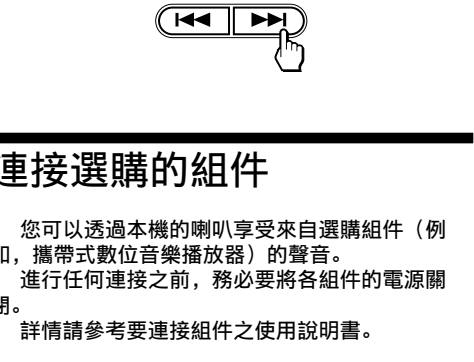 連接選購的組件
您可以透過本機的喇叭享受來自選購組件（例
如，攜帶式數位音樂播放器）的聲音。
進行任何連接之前，務必要將各組件的電源關
閉。
詳情請參考要連接組件之使用說明書。